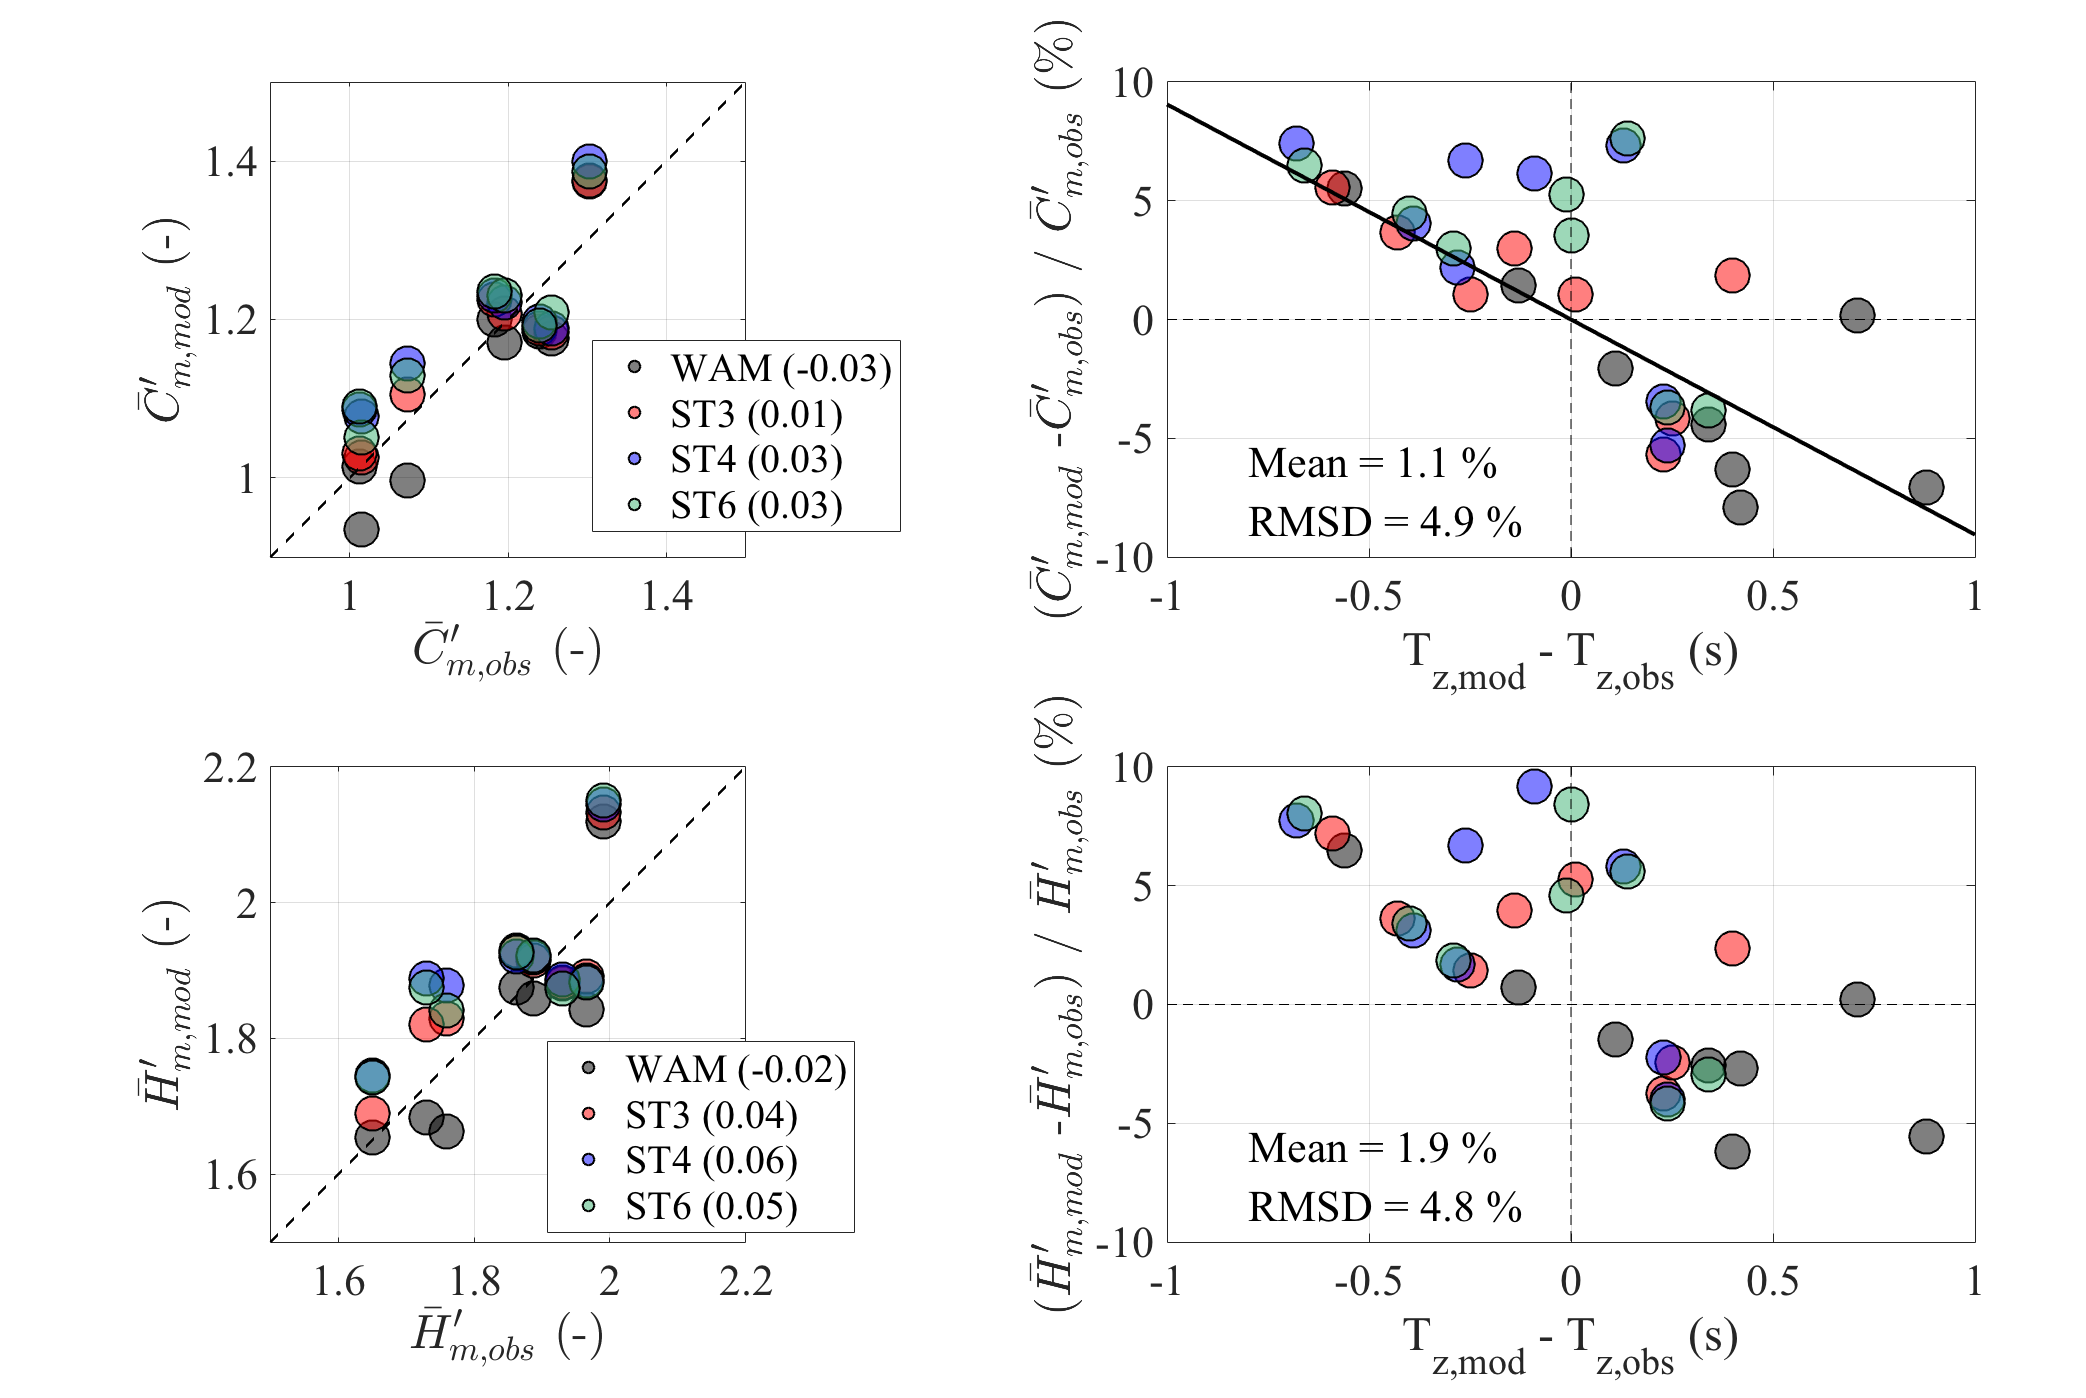 1.4
1.2
1
1 1.2 1.4
C̄′m,mod (-)
C̄′m,obs (-)
WAM (-0.03)
ST3 (0.01)
ST4 (0.03)
ST6 (0.03)
10
5
0
-5
-10
-1 -0.5 0 0.5 1
(C̄′m,mod -C̄′m,obs) / C̄′m,obs (%)
Mean = 1.1 %
RMSD = 4.9 %
Tz,mod - Tz,obs (s)
2.2
2
1.8
1.6
1.6 1.8 2 2.2
H̄′m,mod (-)
H̄′m,obs (-)
WAM (-0.02)
ST3 (0.04)
ST4 (0.06)
ST6 (0.05)
10
5
0
-5
-10
-1 -0.5 0 0.5 1
(H̄′m,mod -H̄′m,obs) / H̄′m,obs (%)
Mean = 1.9 %
RMSD = 4.8 %
Tz,mod - Tz,obs (s)